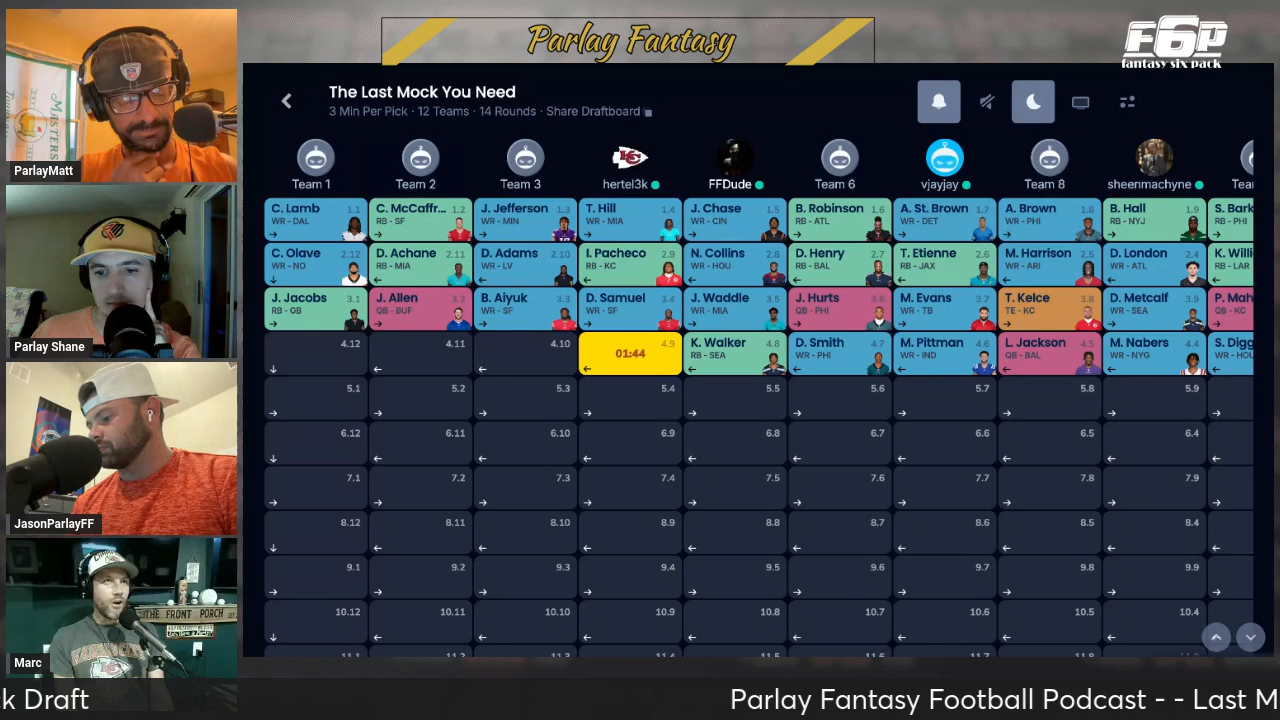 Parlay Fantasy
F6P
fantasy six pack
ParlayMatt
Parlay Shane
JasonParlayFF
THE FRONT PORCH
Marc
The Last Mock You Need
3 Min Per Pick · 12 Teams · 14 Rounds · Share Draftboard
Team 1 Team 2 Team 3 hertel3k FFDude Team 6 vjayjay Team 8 sheenmachyne Tea
C. Lamb 1.1 C. McCaffr... 1.2 J. Jefferson 1.3 T. Hill 1.4 J. Chase 1.5 B. Robinson 1.6 A. St. Brown 1.7 A. Brown 1.8 B. Hall 1.9 S. Bark
WR - DAL RB - SF WR - MIN WR - MIA WR - CIN RB - ATL WR - DET WR - PHI RB - NYJ RB - PHI
C. Olave 2.12 D. Achane 2.11 D. Adams 2.10 I. Pacheco 2.9 N. Collins 2.8 D. Henry 2.7 T. Etienne 2.6 M. Harrison 2.5 D. London 2.4 K. Willi
WR - NO RB - MIA WR - LV RB - KC WR - HOU RB - BAL RB - JAX WR - ARI WR - ATL RB - LAR
J. Jacobs 3.1 J. Allen 3.2 B. Aiyuk 3.3 D. Samuel 3.4 J. Waddle 3.5 J. Hurts 3.6 M. Evans 3.7 T. Kelce 3.8 D. Metcalf 3.9 P. Mah
RB - GB QB - BUF WR - SF WR - SF WR - MIA QB - PHI WR - TB TE - KC WR - SEA QB - KC
4.12 4.11 4.10 01:44 4.9 K. Walker 4.8 D. Smith 4.7 M. Pittman 4.6 L. Jackson 4.5 M. Nabers 4.4 S. Digg
RB - SEA WR - PHI WR - IND QB - BAL WR - NYG WR - HOU
5.1 5.2 5.3 5.4 5.5 5.6 5.7 5.8 5.9
6.12 6.11 6.10 6.9 6.8 6.7 6.6 6.5 6.4
7.1 7.2 7.3 7.4 7.5 7.6 7.7 7.8 7.9
8.12 8.11 8.10 8.9 8.8 8.7 8.6 8.5 8.4
9.1 9.2 9.3 9.4 9.5 9.6 9.7 9.8 9.9
10.12 10.11 10.10 10.9 10.8 10.7 10.6 10.5 10.4
k Draft
Parlay Fantasy Football Podcast - - Last M